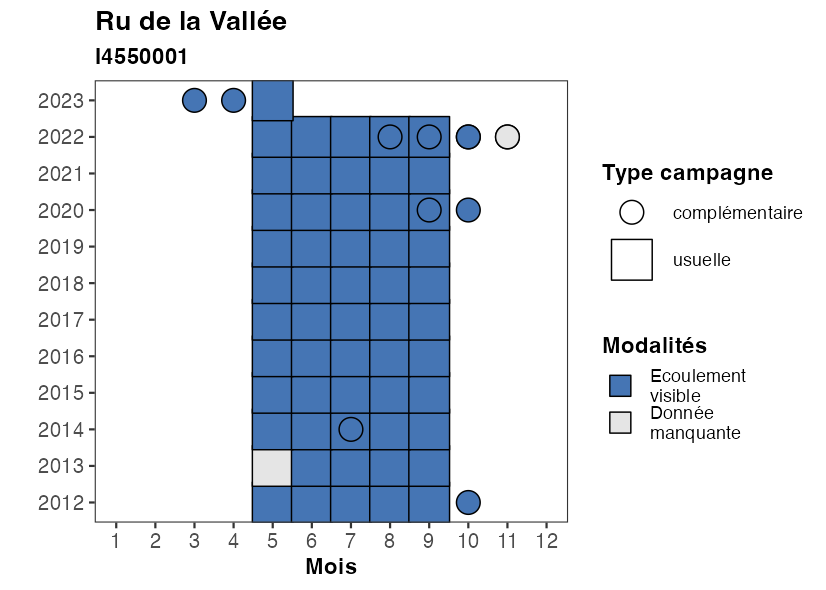 Ru de la Vallée
I4550001
2023
2022
2021
2020
2019
2018
2017
2016
2015
2014
2013
2012
1 2 3 4 5 6 7 8 9 10 11 12
Mois
Type campagne
complémentaire
usuelle
Modalités
Ecoulement
visible
Donnée
manquante